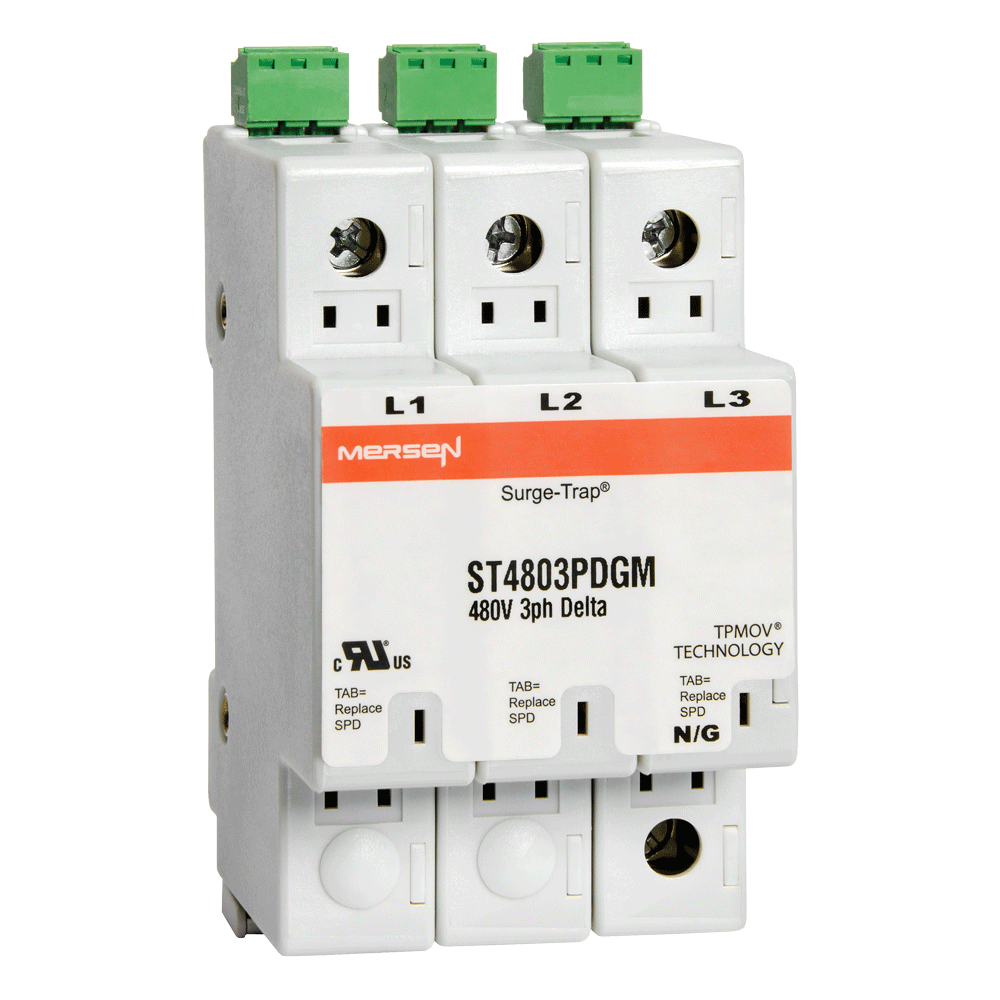 L1 L2 L3
MERSEN
Surge-Trap®
ST4803PDGM
480V 3ph Delta
TPMOV®
TECHNOLOGY
c RU® US
TAB=
Replace
SPD
TAB=
Replace
SPD
TAB=
Replace
SPD
N/G